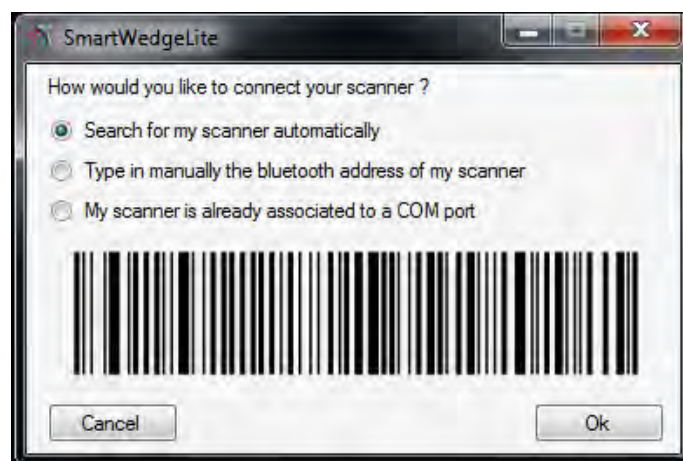 SmartWedgeLite
How would you like to connect your scanner ?
Search for my scanner automatically
Type in manually the bluetooth address of my scanner
My scanner is already associated to a COM port
Cancel
Ok